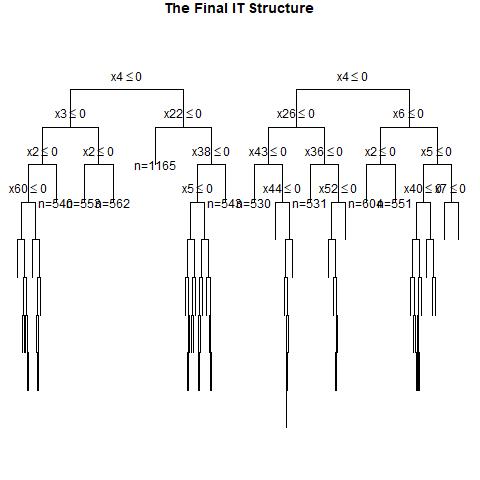 The Final IT Structure
x4 ≤ 0 x4 ≤ 0
x3 ≤ 0 x22 ≤ 0 x26 ≤ 0 x6 ≤ 0
x2 ≤ 0 x2 ≤ 0 n=1165 x38 ≤ 0 x43 ≤ 0 x36 ≤ 0 x2 ≤ 0 x5 ≤ 0
x60 ≤ 0 n=540 n=553 n=562 x5 ≤ 0 n=543 n=530 x44 ≤ 0 n=531 x52 ≤ 0 n=604 n=551 x40 ≤ 0 x7 ≤ 0